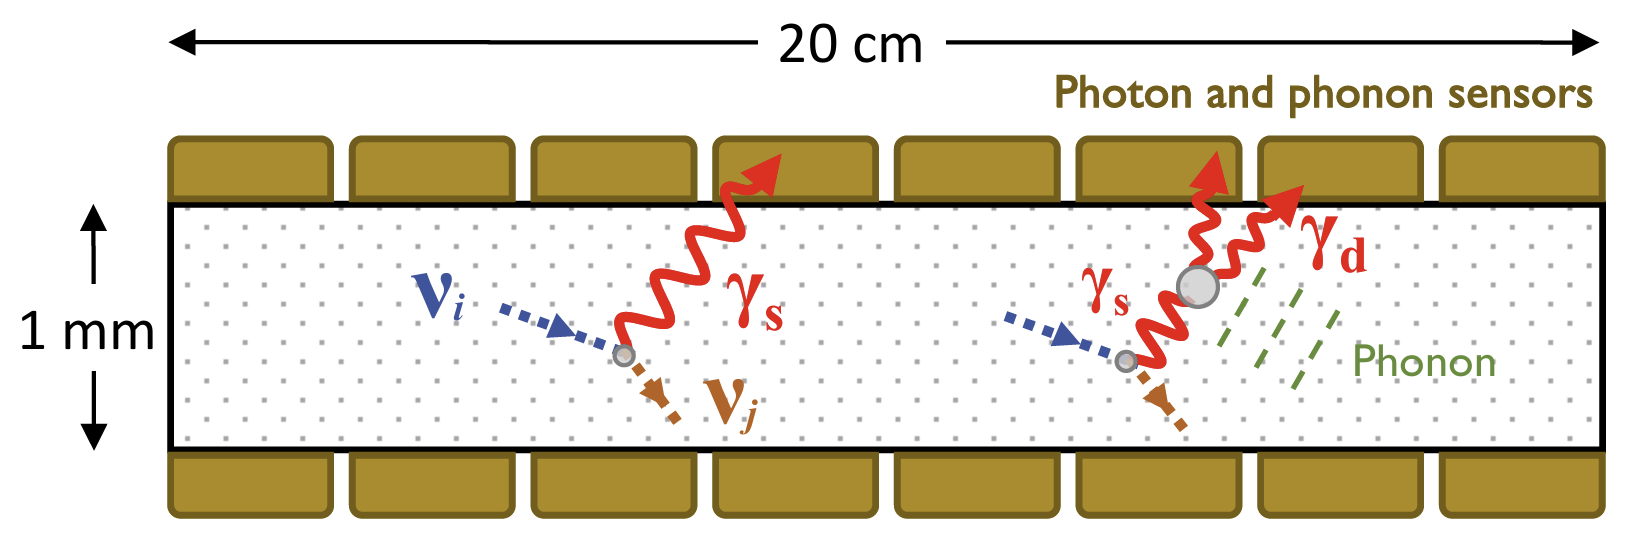 20 cm
Photon and phonon sensors
1 mm
νi
γs
νj
γs
γd
Phonon